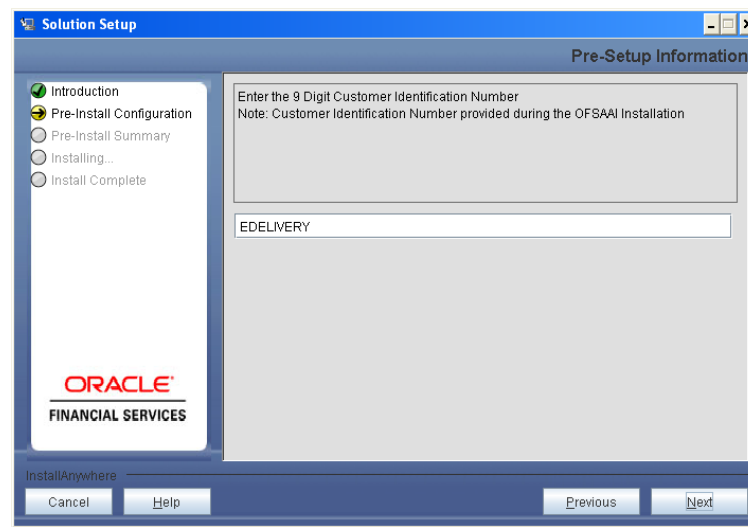 Solution Setup
Pre-Setup Information
Introduction
Pre-Install Configuration
Pre-Install Summary
Installing...
Install Complete
Enter the 9 Digit Customer Identification Number
Note: Customer Identification Number provided during the OFSAAI Installation
EDELIVERY
ORACLE
FINANCIAL SERVICES
InstallAnywhere
Cancel
Help
Previous
Next